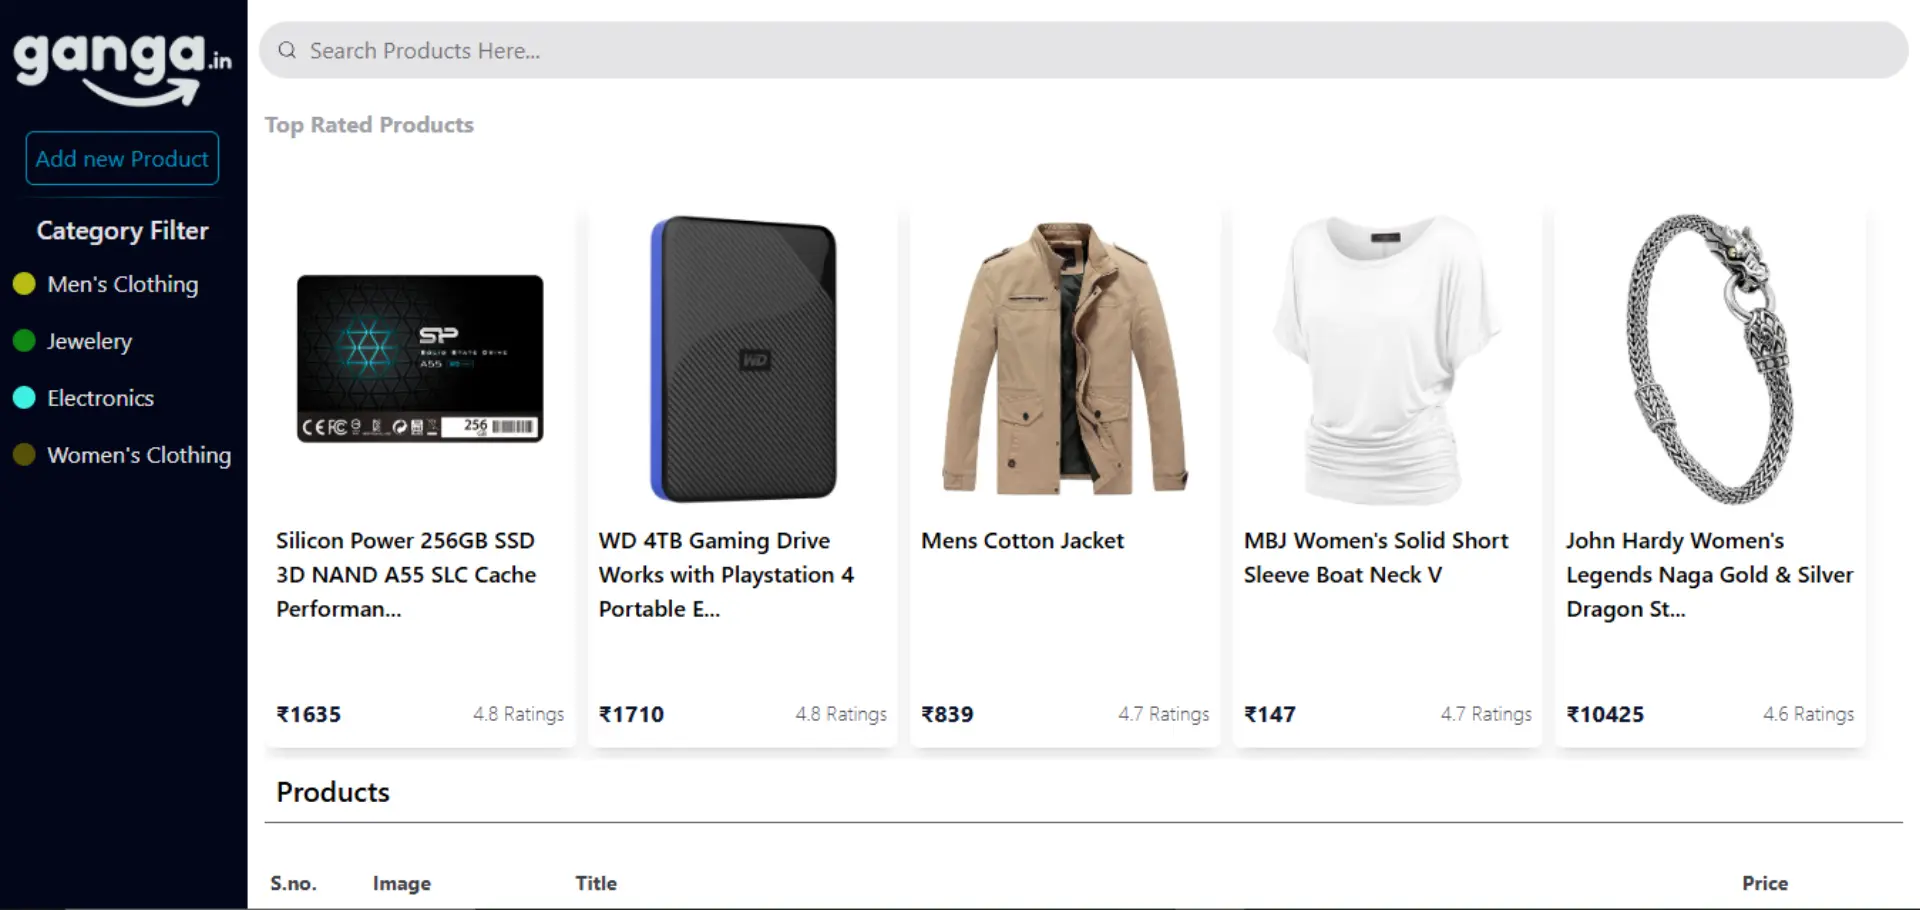 ganga.in
Add new Product
Category Filter
Men's Clothing
Jewelery
Electronics
Women's Clothing
Search Products Here...
Top Rated Products
SP
SOLID STATE DRIVE
A55
256
GB
WD
Silicon Power 256GB SSD
3D NAND A55 SLC Cache
Performan...
₹1635
4.8 Ratings
WD 4TB Gaming Drive
Works with Playstation 4
Portable E...
₹1710
4.8 Ratings
Mens Cotton Jacket
₹839
4.7 Ratings
MBJ Women's Solid Short
Sleeve Boat Neck V
₹147
4.7 Ratings
John Hardy Women's
Legends Naga Gold & Silver
Dragon St...
₹10425
4.6 Ratings
Products
S.no. Image Title Price